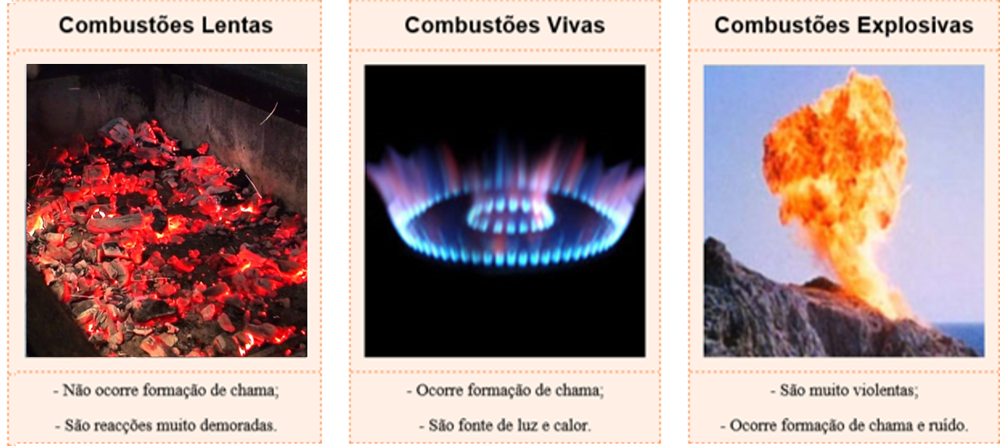 Combustões Lentas
- Não ocorre formação de chama;
- São reacções muito demoradas.
Combustões Vivas
- Ocorre formação de chama;
- São fonte de luz e calor.
Combustões Explosivas
- São muito violentas;
- Ocorre formação de chama e ruído.